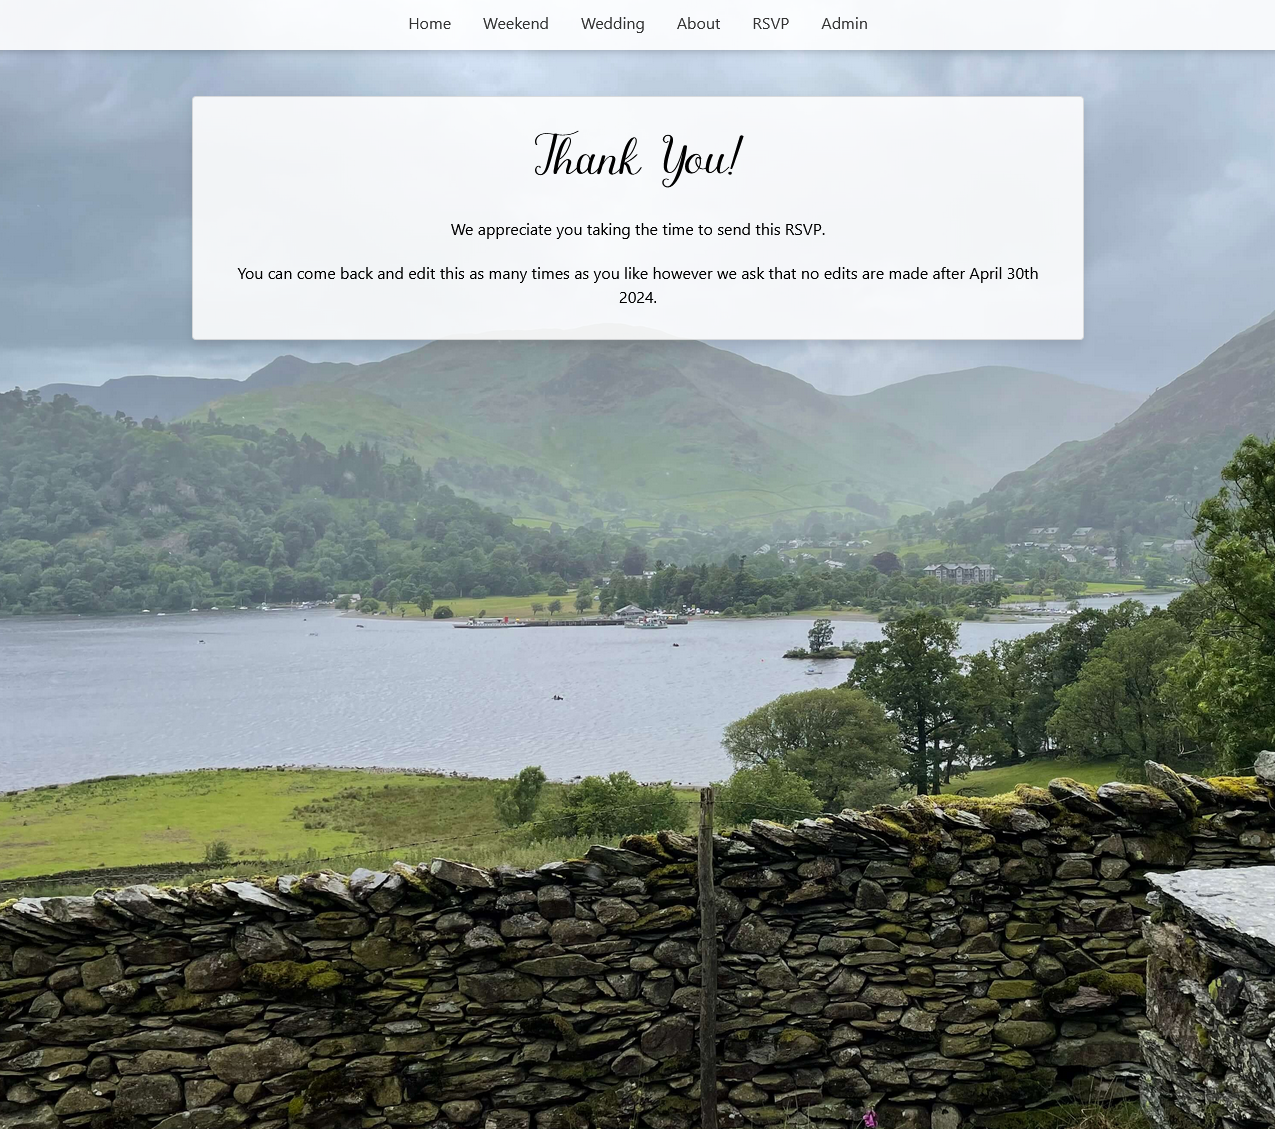 Home Weekend Wedding About RSVP Admin
Thank You!
We appreciate you taking the time to send this RSVP.
You can come back and edit this as many times as you like however we ask that no edits are made after April 30th
2024.